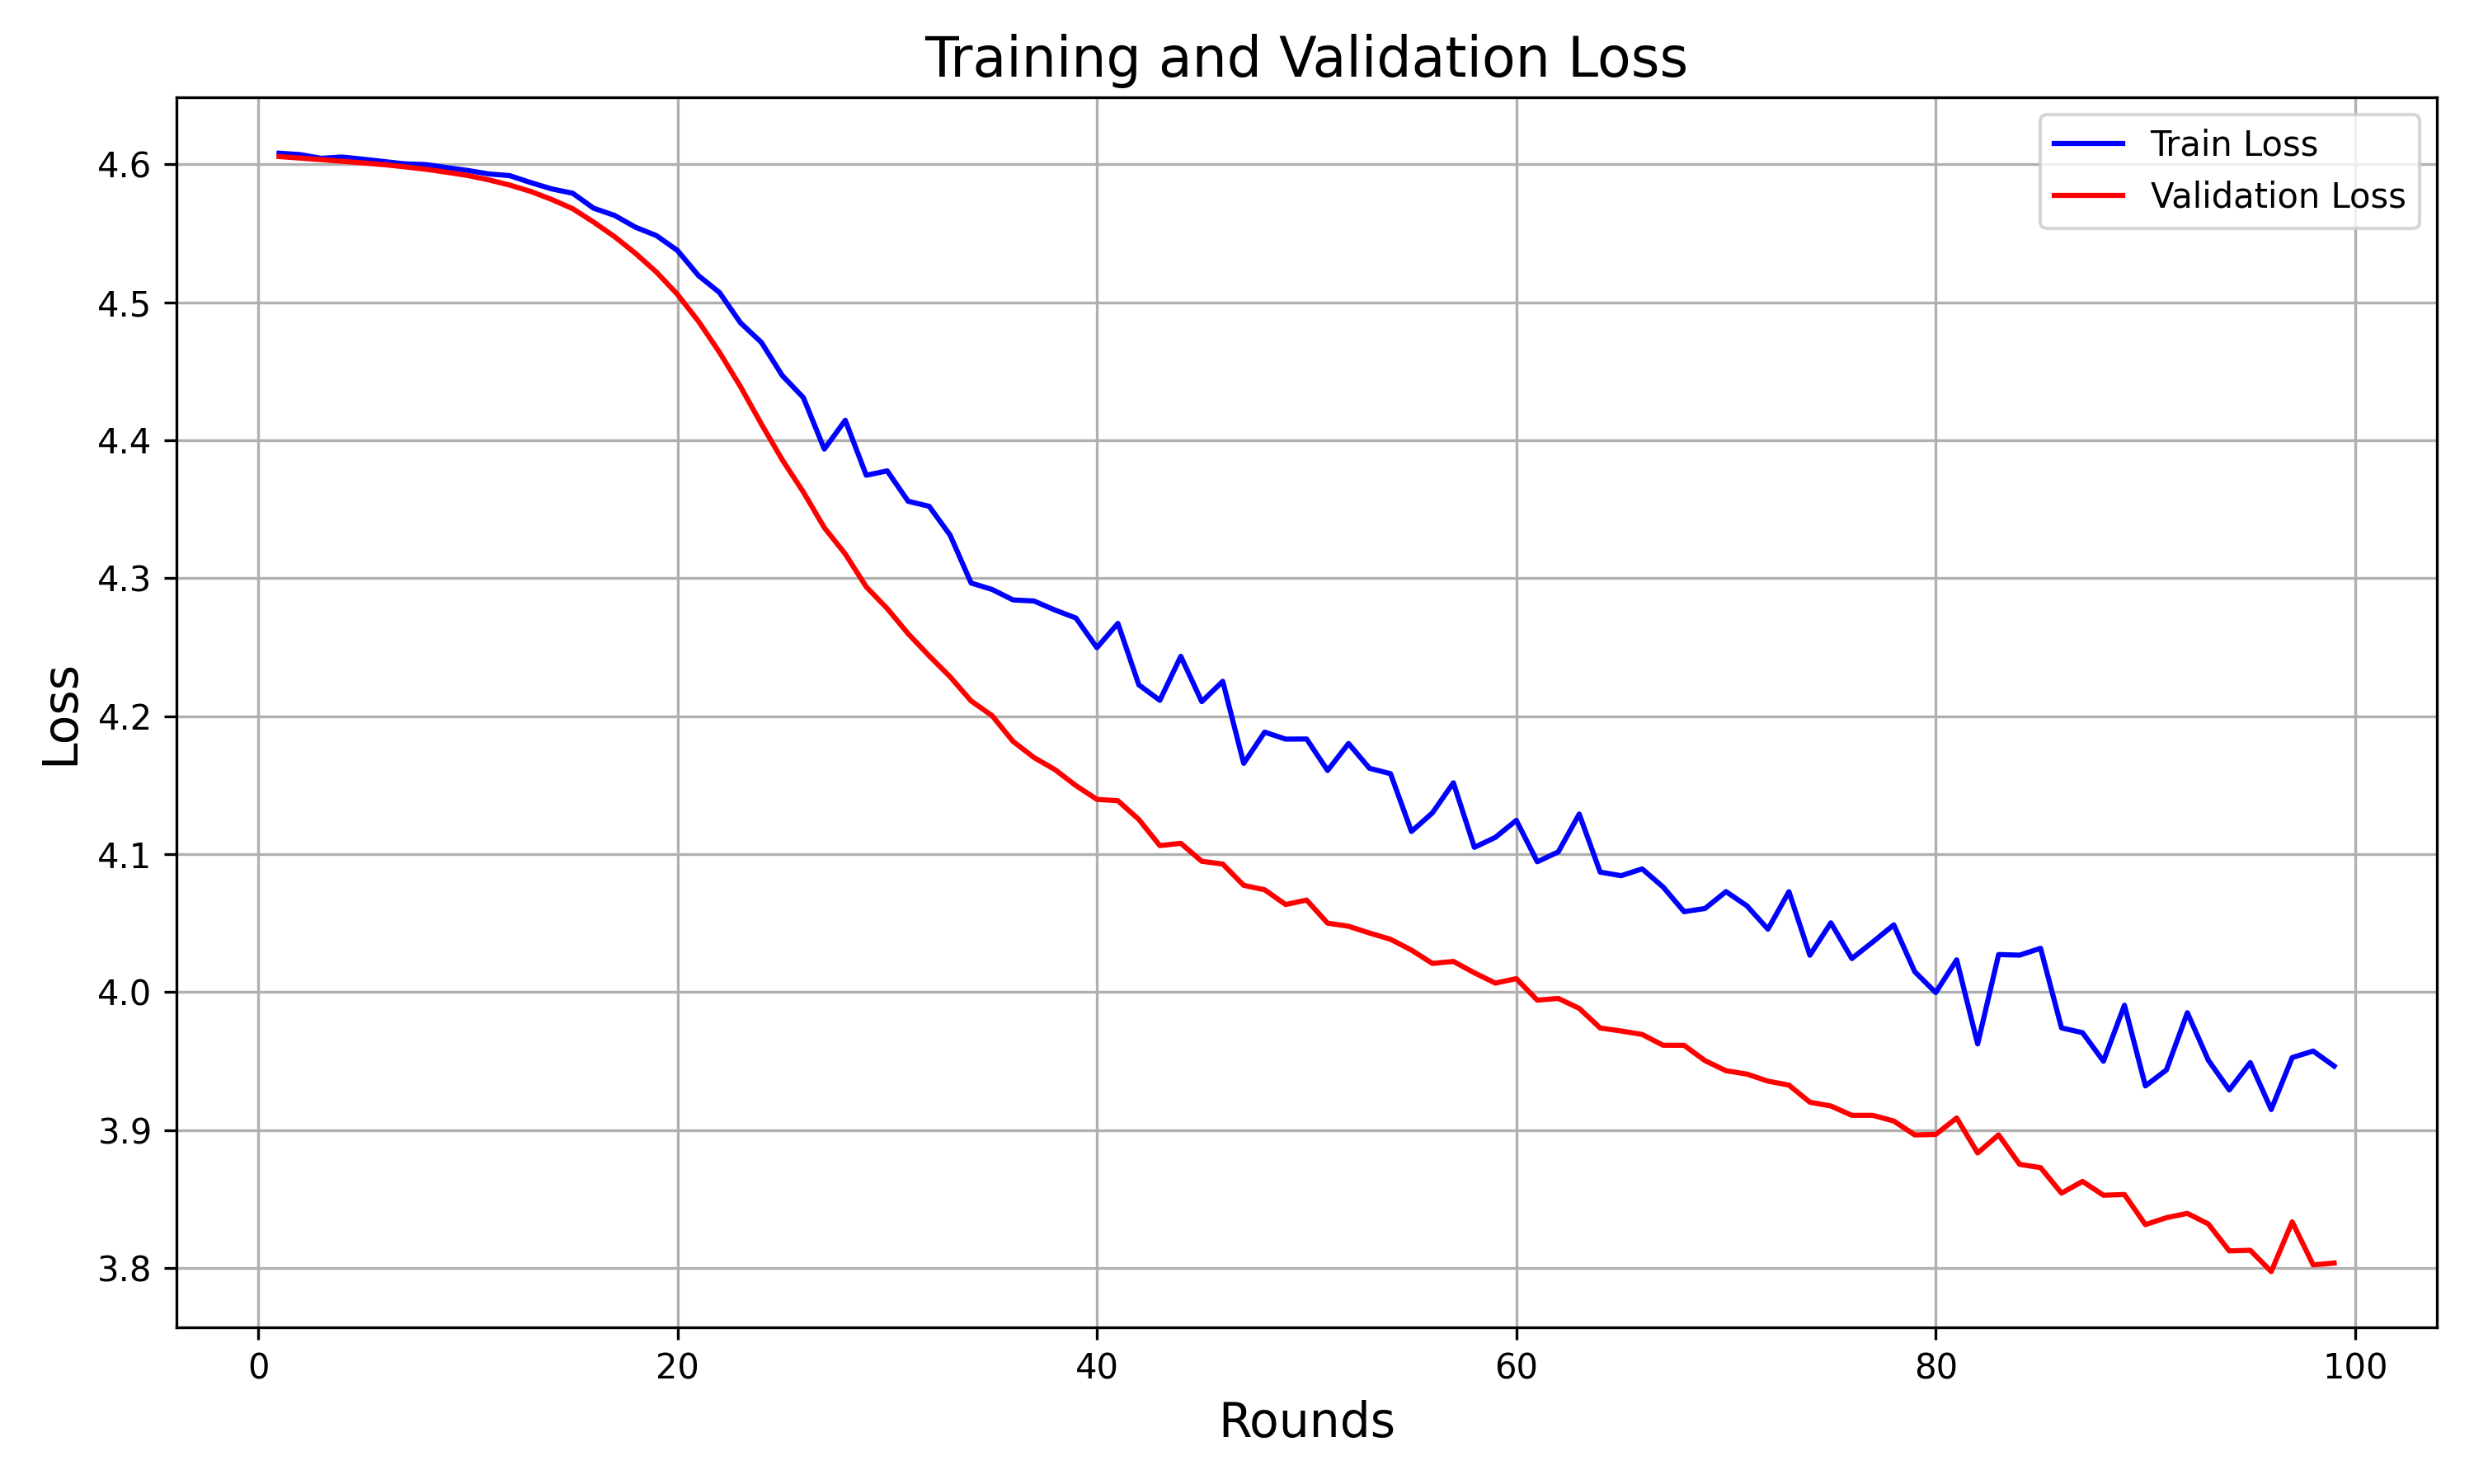 Training and Validation Loss
Train Loss
Validation Loss
4.6
4.5
4.4
4.3
4.2
4.1
4.0
3.9
3.8
Loss
0 20 40 60 80 100
Rounds